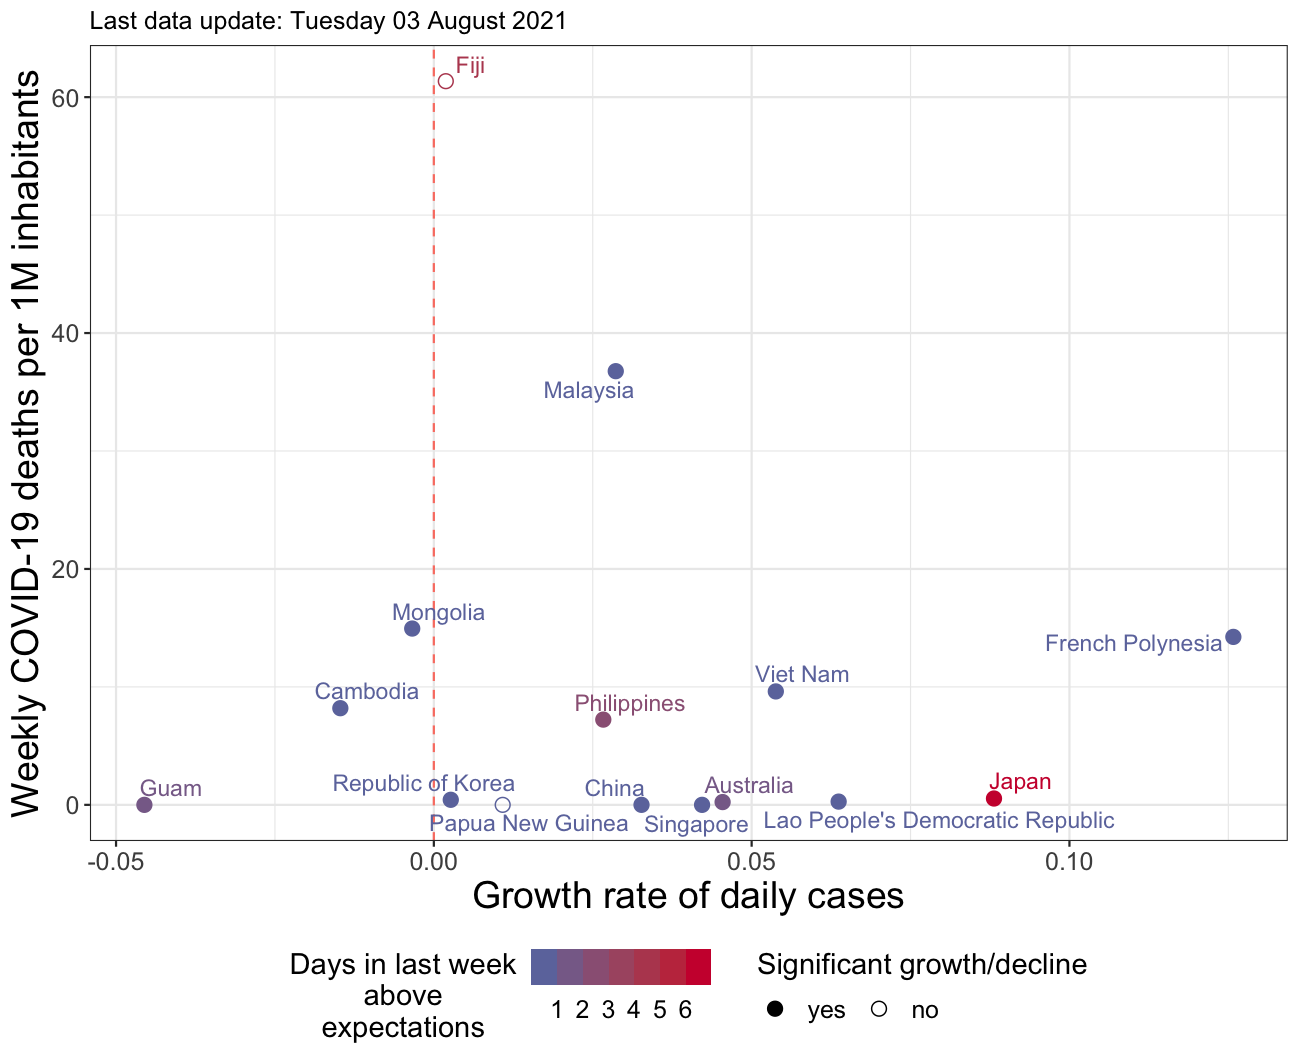 Last data update: Tuesday 03 August 2021
Weekly COVID-19 deaths per 1M inhabitants
60
40
20
0
Fiji
Malaysia
Mongolia
French Polynesia
Viet Nam
Cambodia
Philippines
Guam
Republic of Korea
China
Australia
Japan
Papua New Guinea
Singapore
Lao People's Democratic Republic
-0.05
0.00
0.05
0.10
Growth rate of daily cases
Days in last week
above
expectations
1 2 3 4 5 6
Significant growth/decline
yes
no